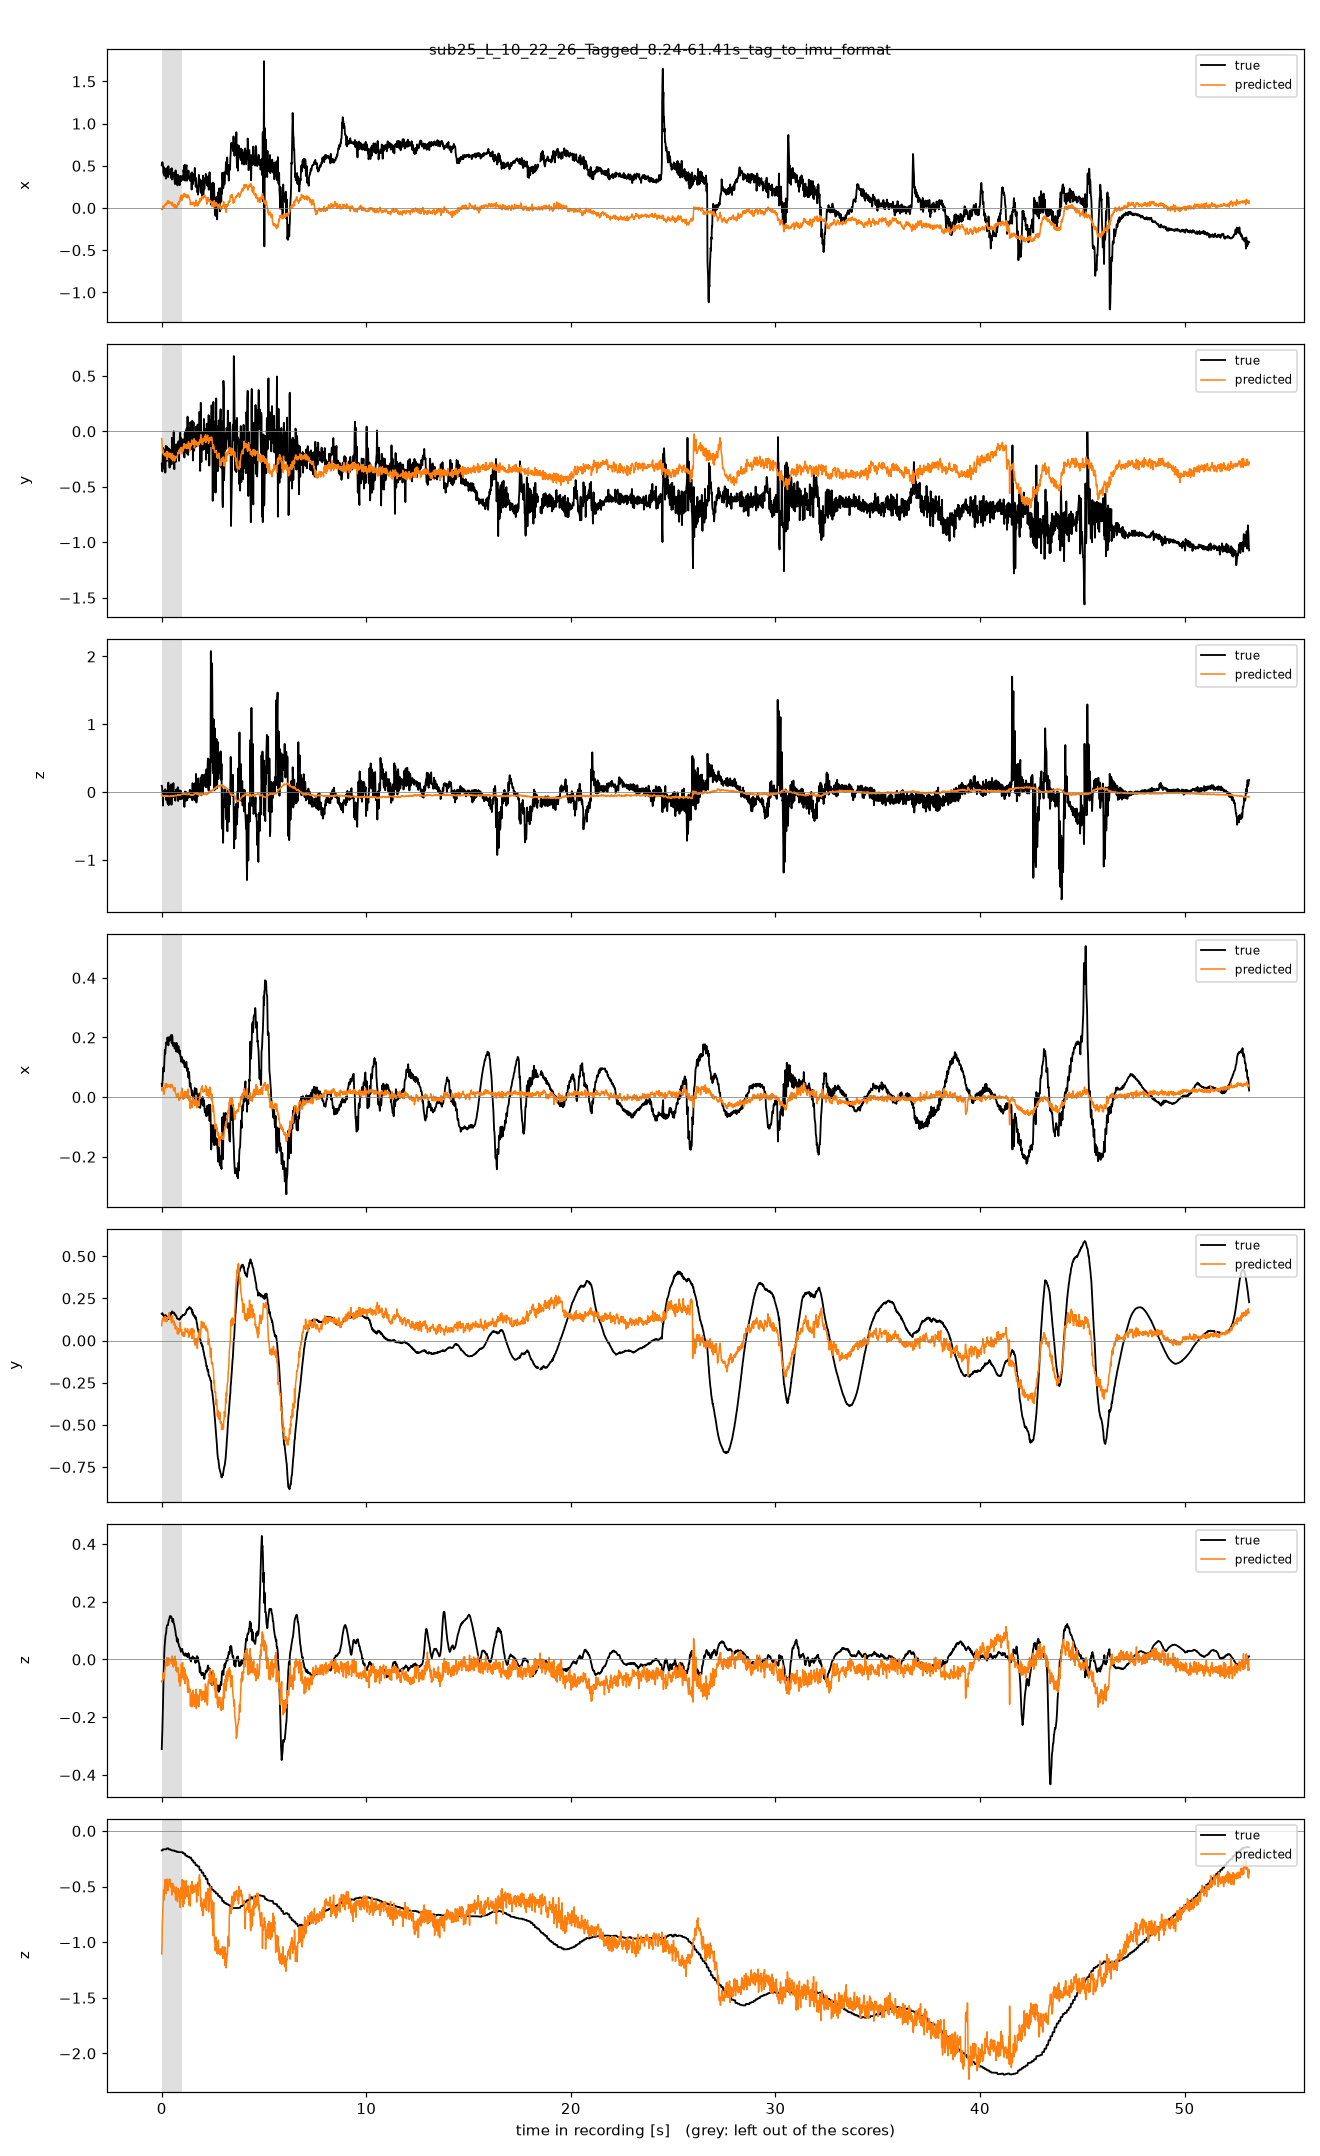 sub25_L_10_22_26_Tagged_8.24-61.41s_tag_to_imu_format
true
predicted
1.5
1.0
0.5
0.0
−0.5
−1.0
x
true
predicted
0.5
0.0
−0.5
−1.0
−1.5
y
true
predicted
2
1
0
−1
z
true
predicted
0.4
0.2
0.0
−0.2
x
true
predicted
0.50
0.25
0.00
−0.25
−0.50
−0.75
y
true
predicted
0.4
0.2
0.0
−0.2
−0.4
z
true
predicted
0.0
−0.5
−1.0
−1.5
−2.0
z
0 10 20 30 40 50
time in recording [s]   (grey: left out of the scores)